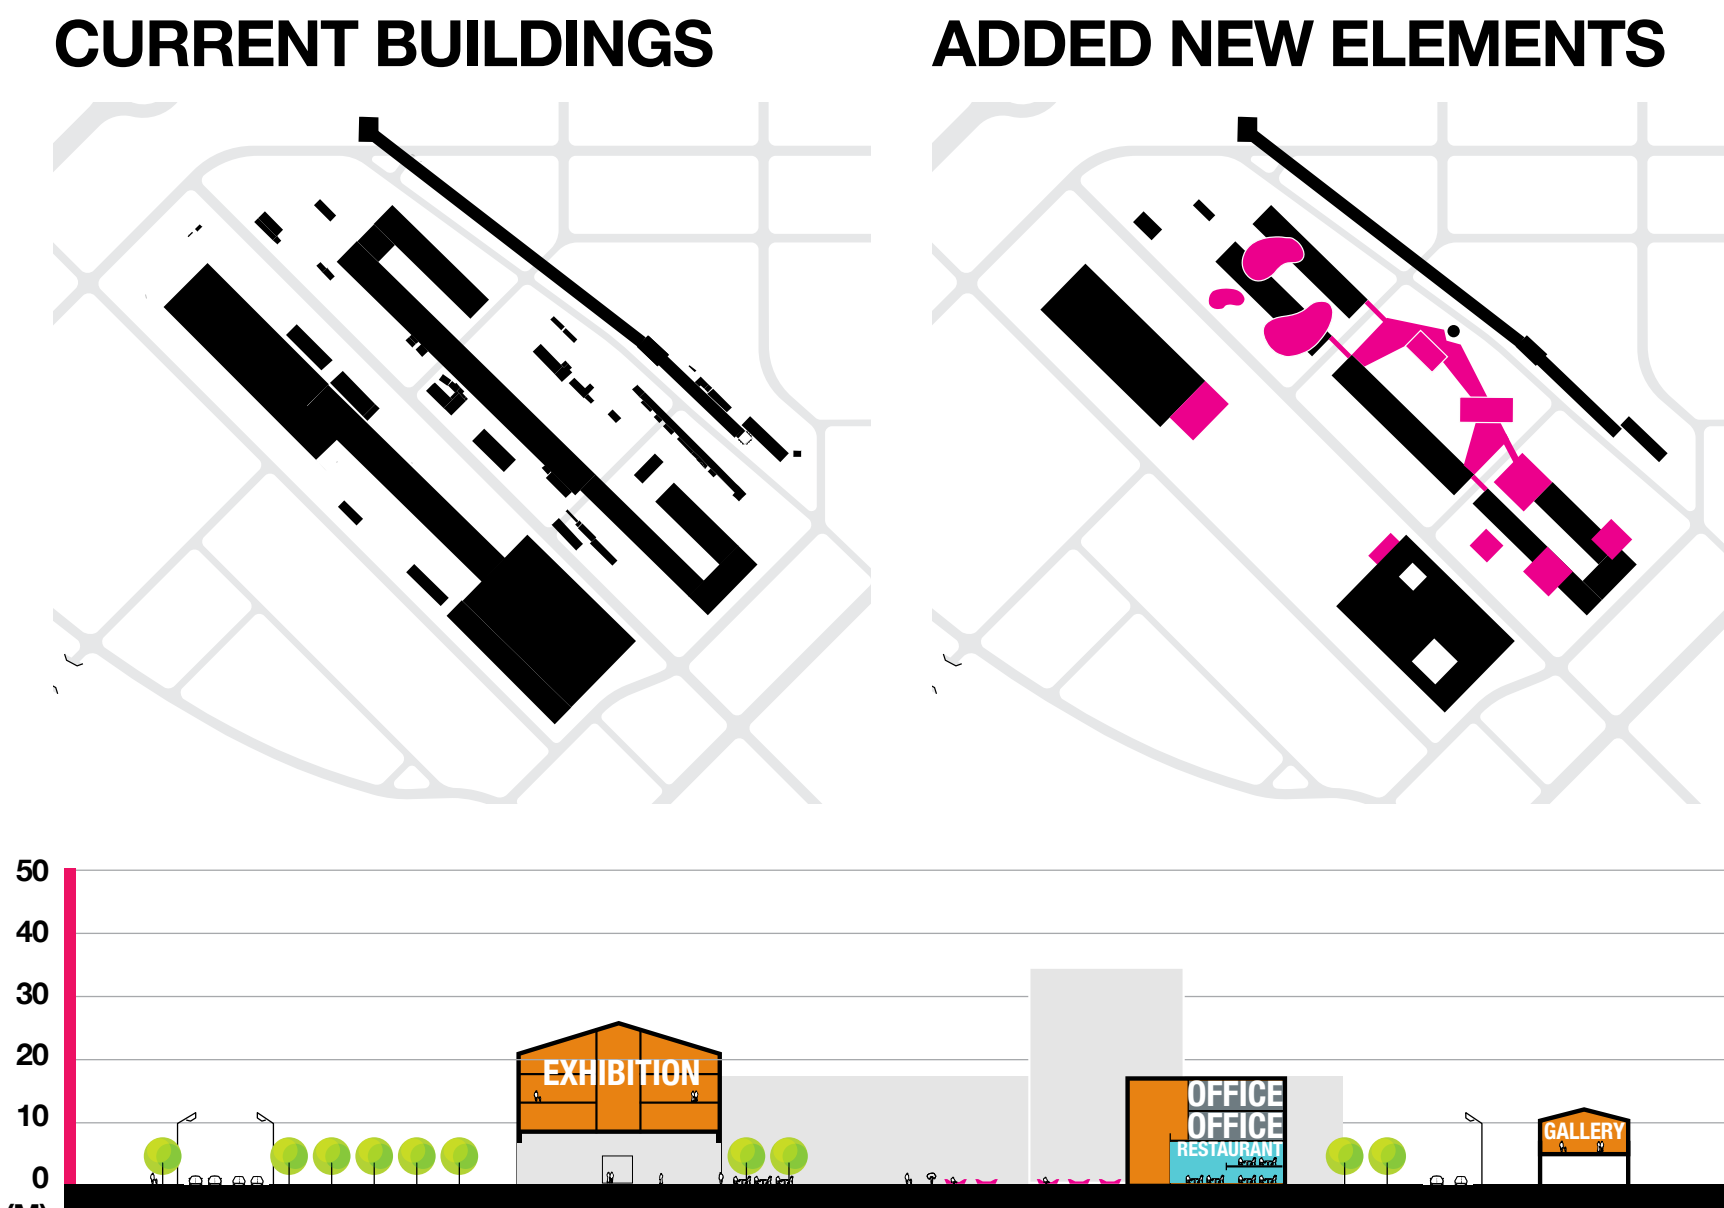 CURRENT BUILDINGS
ADDED NEW ELEMENTS
50
40
30
20
10
0
(M)
EXHIBITION
OFFICE
OFFICE
RESTAURANT
GALLERY